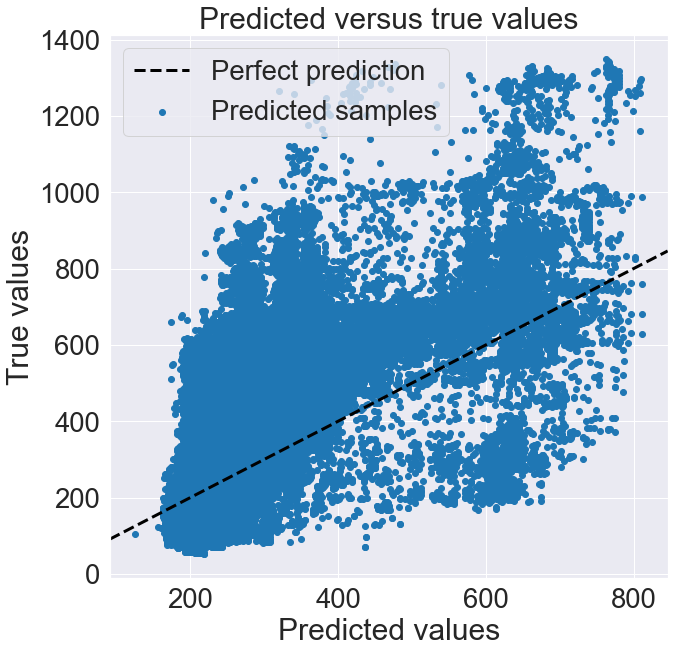 Predicted versus true values
1400
1200
1000
800
600
400
200
0
True values
Perfect prediction
Predicted samples
200
400
600
800
Predicted values